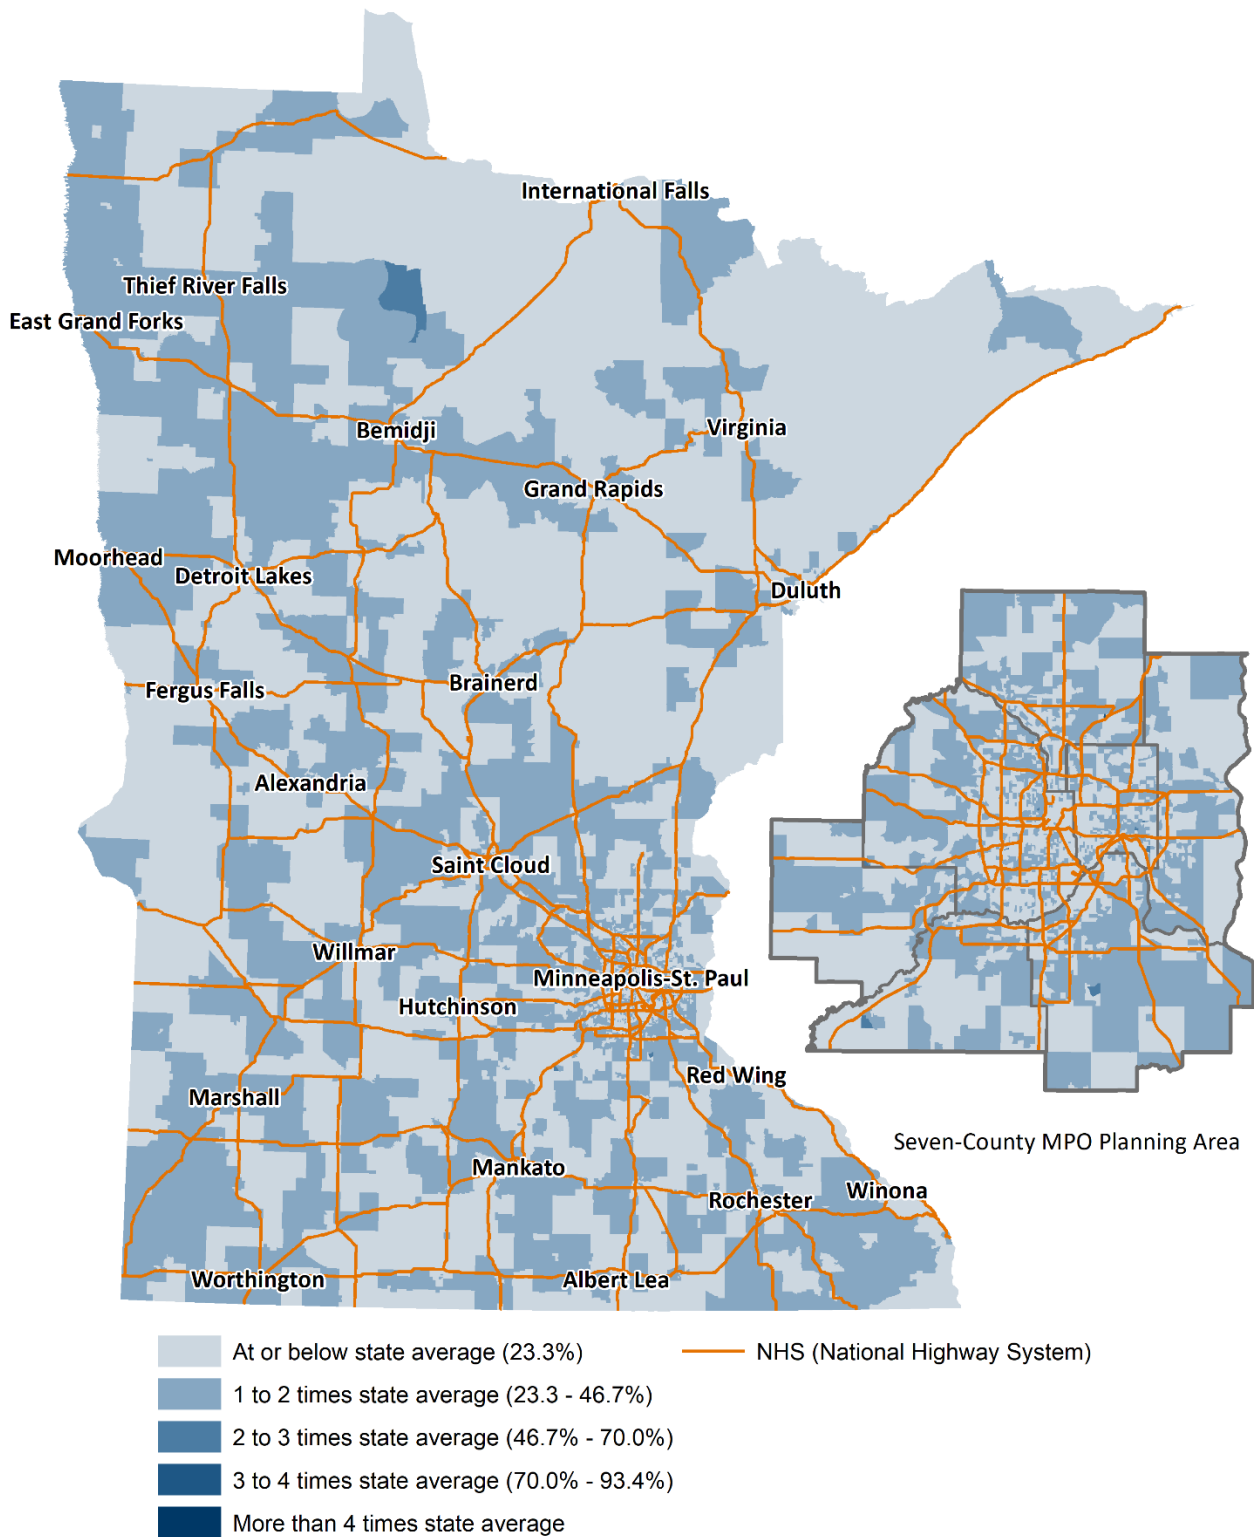 International Falls
Thief River Falls
East Grand Forks
Bemidji
Virginia
Grand Rapids
Moorhead
Detroit Lakes
Duluth
Fergus Falls
Brainerd
Alexandria
Saint Cloud
Willmar
Minneapolis-St. Paul
Hutchinson
Red Wing
Marshall
Seven-County MPO Planning Area
Mankato
Rochester
Winona
Worthington
Albert Lea
At or below state average (23.3%)
NHS (National Highway System)
1 to 2 times state average (23.3 - 46.7%)
2 to 3 times state average (46.7% - 70.0%)
3 to 4 times state average (70.0% - 93.4%)
More than 4 times state average